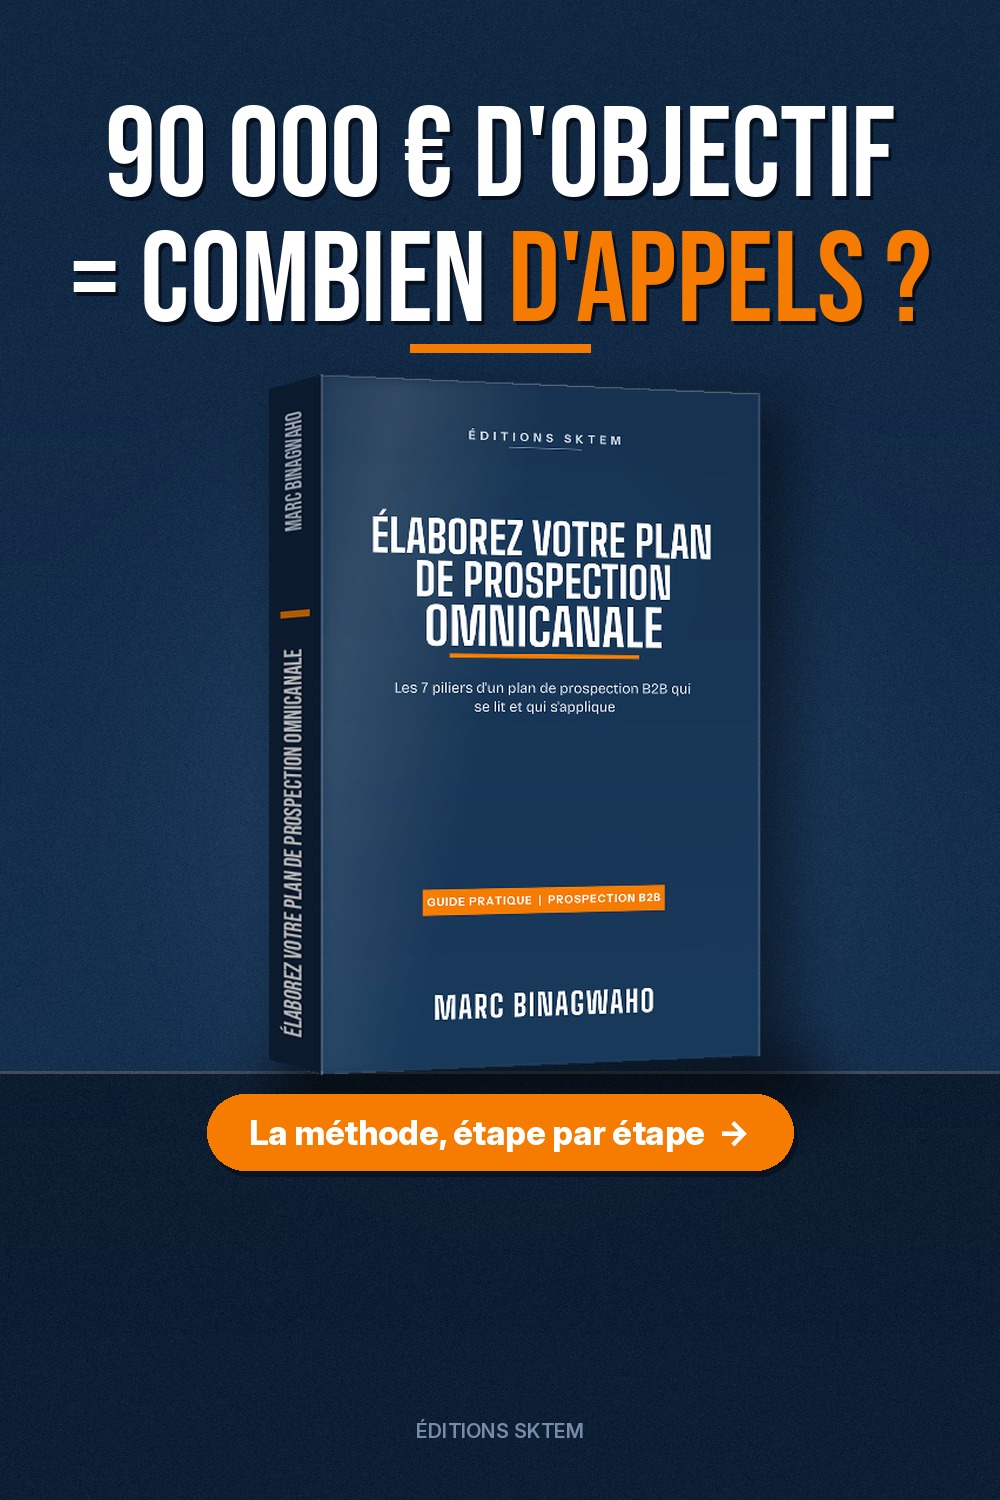 90 000 € D'OBJECTIF
= COMBIEN D'APPELS ?
MARC BINAGWAHO
ÉLABOREZ VOTRE PLAN DE PROSPECTION OMNICANALE
ÉDITIONS SKTEM
ÉLABOREZ VOTRE PLAN
DE PROSPECTION
OMNICANALE
Les 7 piliers d'un plan de prospection B2B qui
se lit et qui s'applique
GUIDE PRATIQUE | PROSPECTION B2B
MARC BINAGWAHO
La méthode, étape par étape →
ÉDITIONS SKTEM